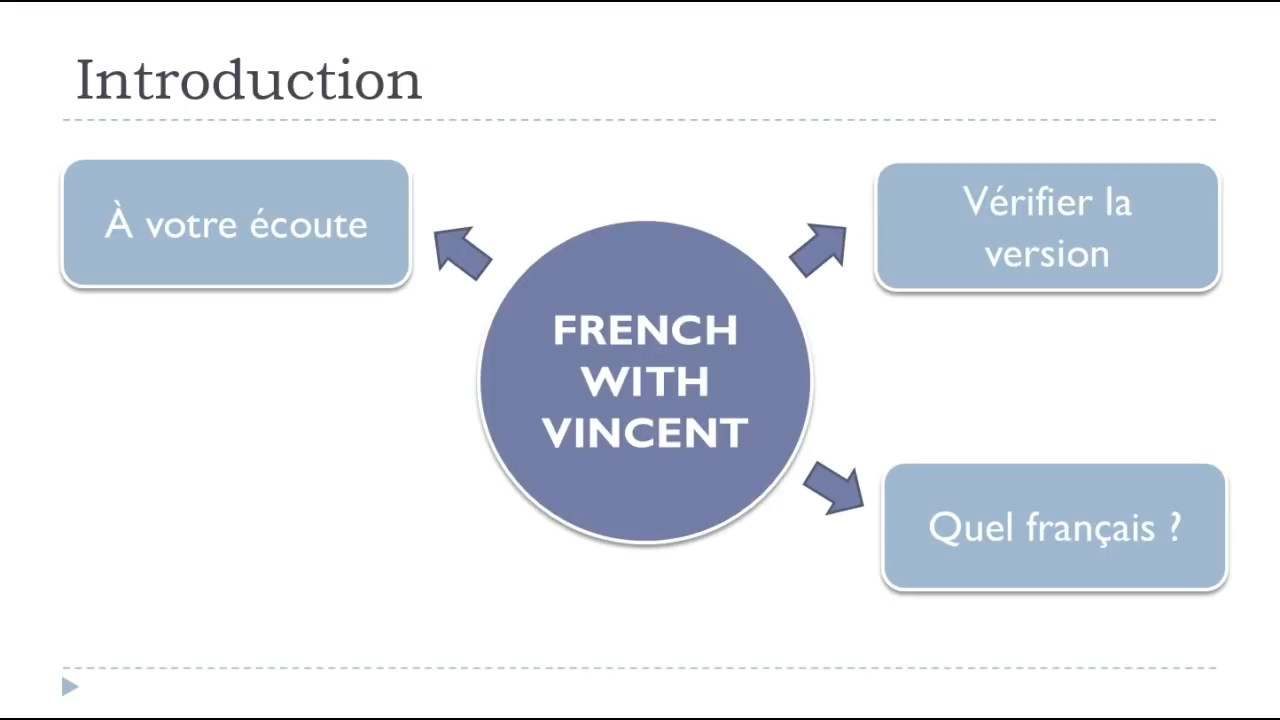 Introduction
À votre écoute
Vérifier la
version
FRENCH
WITH
VINCENT
Quel français ?